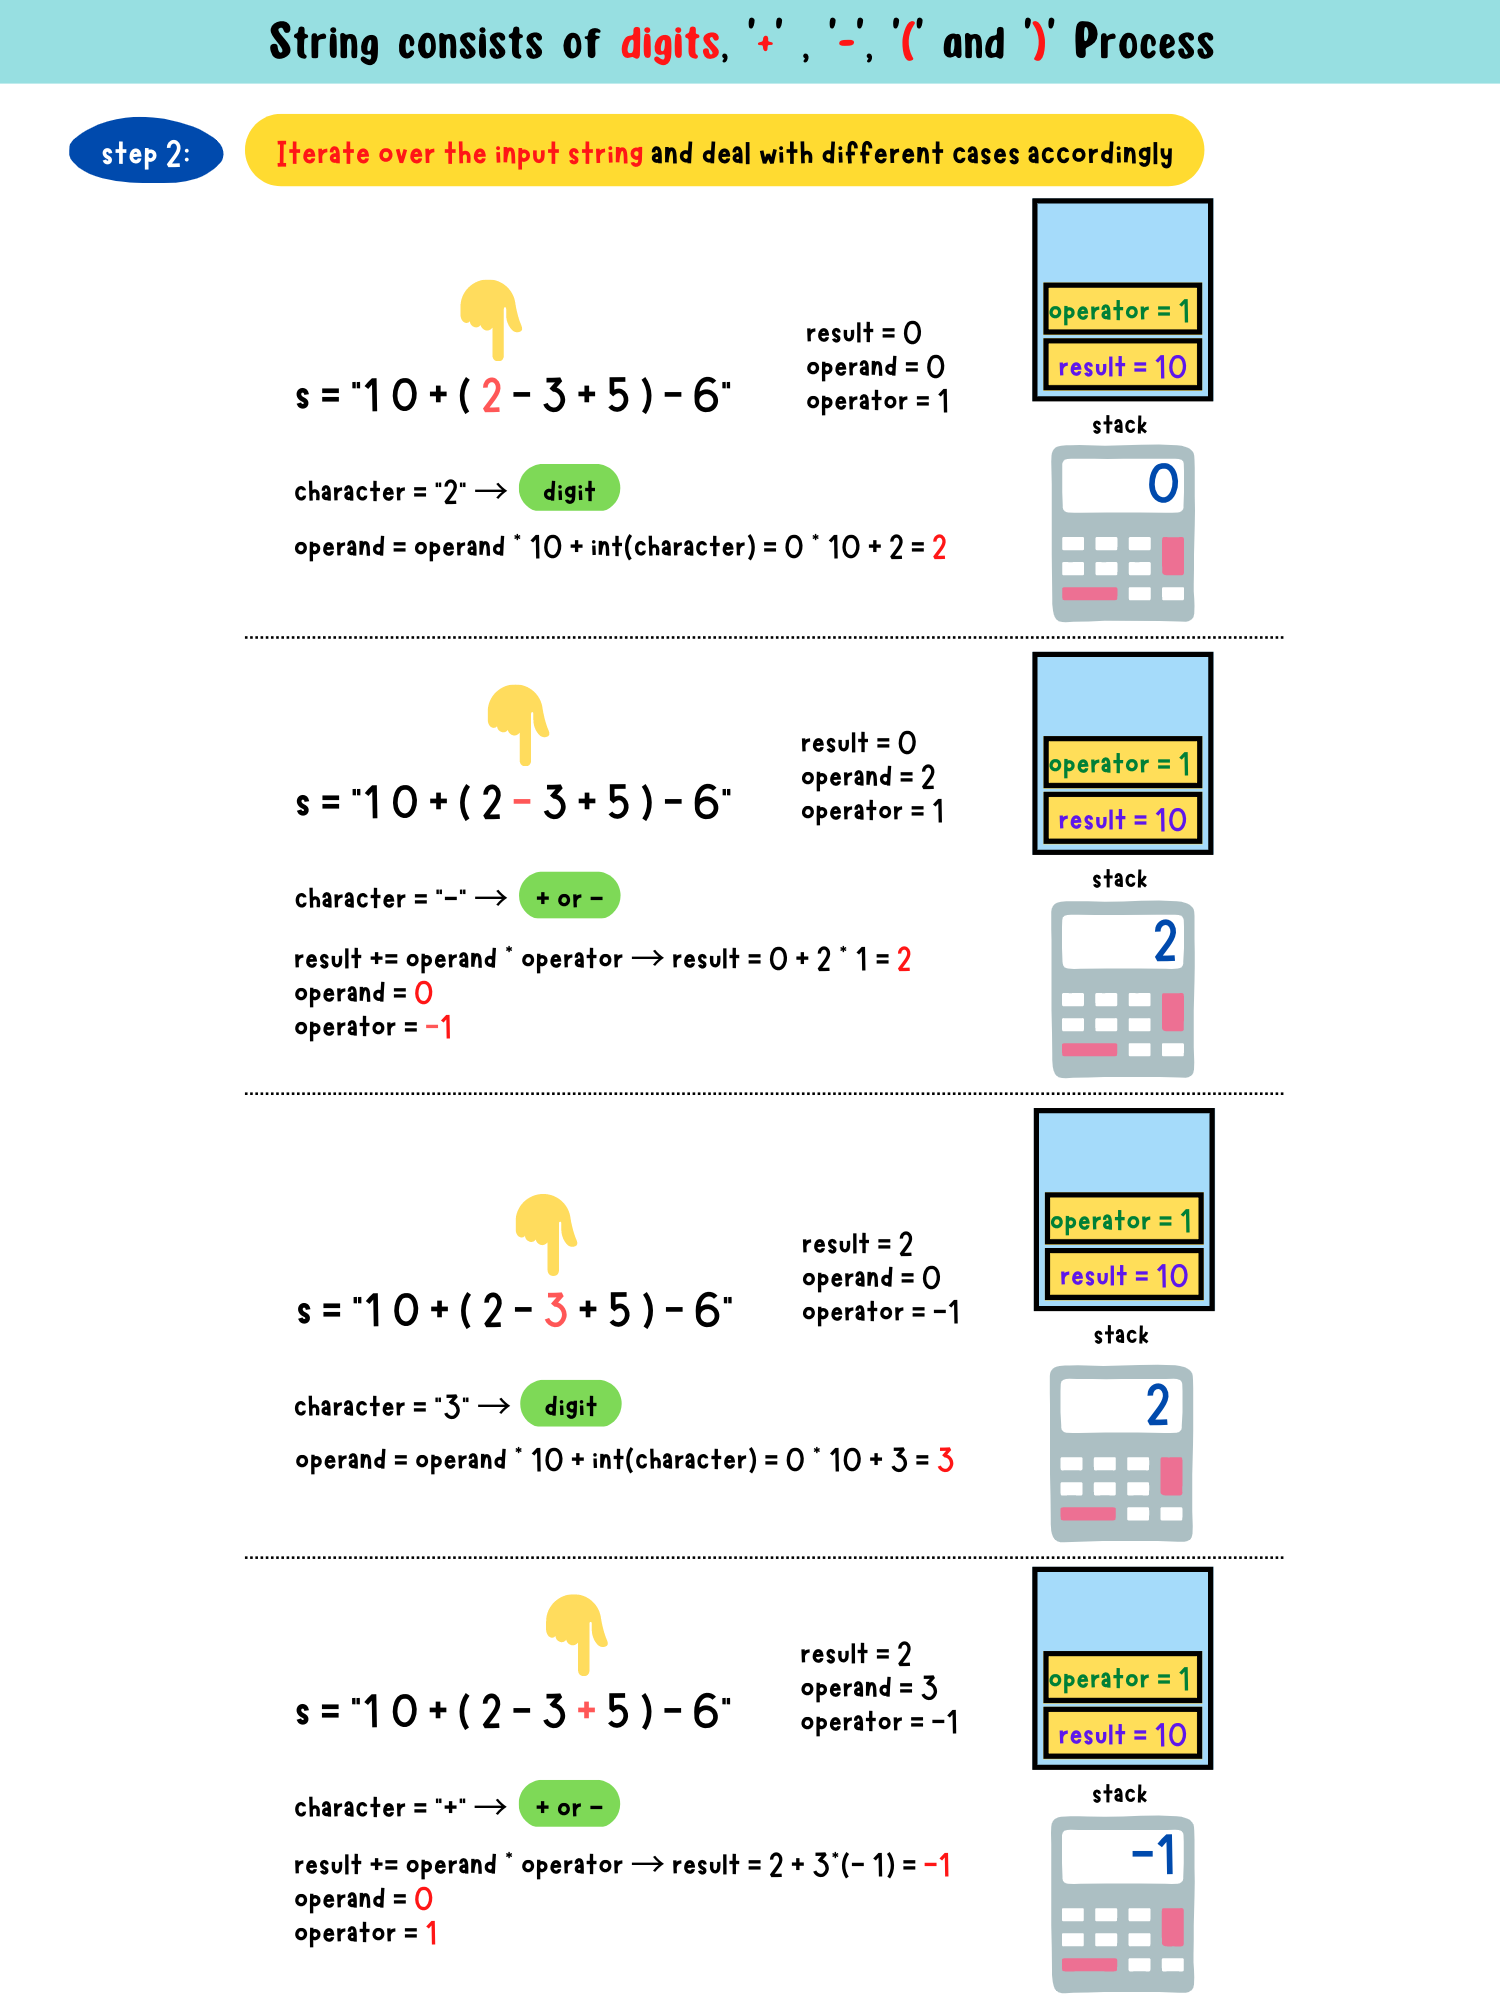 String consists of digits, '+' , '-', '(' and ')' Process
step 2:
Iterate over the input string and deal with different cases accordingly
operator = 1
result = 10
stack
result = 0
operand = 0
operator = 1
s = "1 0 + ( 2 - 3 + 5 ) - 6"
0
character = "2" → digit
operand = operand * 10 + int(character) = 0 * 10 + 2 = 2
operator = 1
result = 10
stack
result = 0
operand = 2
operator = 1
s = "1 0 + ( 2 - 3 + 5 ) - 6"
2
character = "-" → + or -
result += operand * operator → result = 0 + 2 * 1 = 2
operand = 0
operator = -1
operator = 1
result = 10
stack
result = 2
operand = 0
operator = -1
s = "1 0 + ( 2 - 3 + 5 ) - 6"
2
character = "3" → digit
operand = operand * 10 + int(character) = 0 * 10 + 3 = 3
operator = 1
result = 10
stack
result = 2
operand = 3
operator = -1
s = "1 0 + ( 2 - 3 + 5 ) - 6"
-1
character = "+" → + or -
result += operand * operator → result = 2 + 3*(- 1) = -1
operand = 0
operator = 1